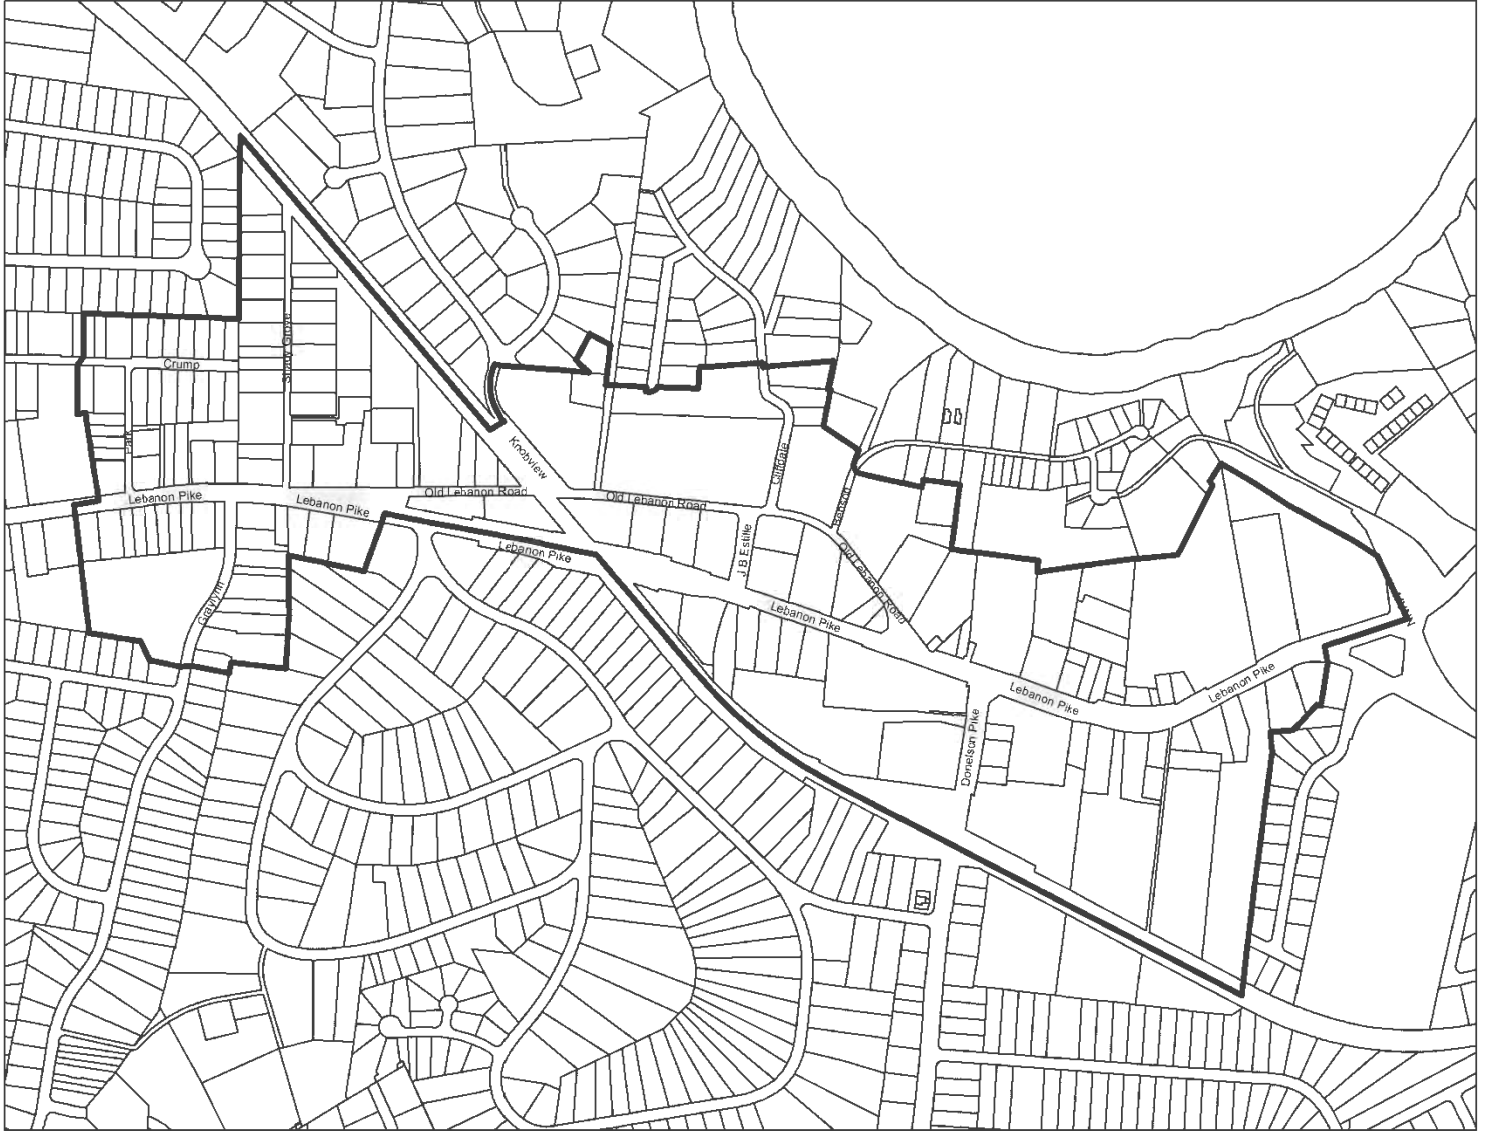 Crump
Shady Grove
Park
Lebanon Pike
Lebanon Pike
Old Lebanon Road
Knobview
Old Lebanon Road
Cliffdale
Benson
Lebanon Pike
J B Estille
Old Lebanon Road
Graylynn
Lebanon Pike
Lebanon Pike
Lebanon Pike
Donelson Pike